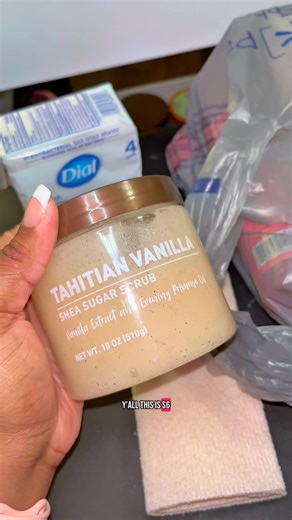 Dial
4
TAHITIAN VANILLA
SHEA SUGAR SCRUB
Vanilla Extract and Evening Primrose Oil
NET WT. 18 OZ (510g)
Y'ALL THIS IS $6